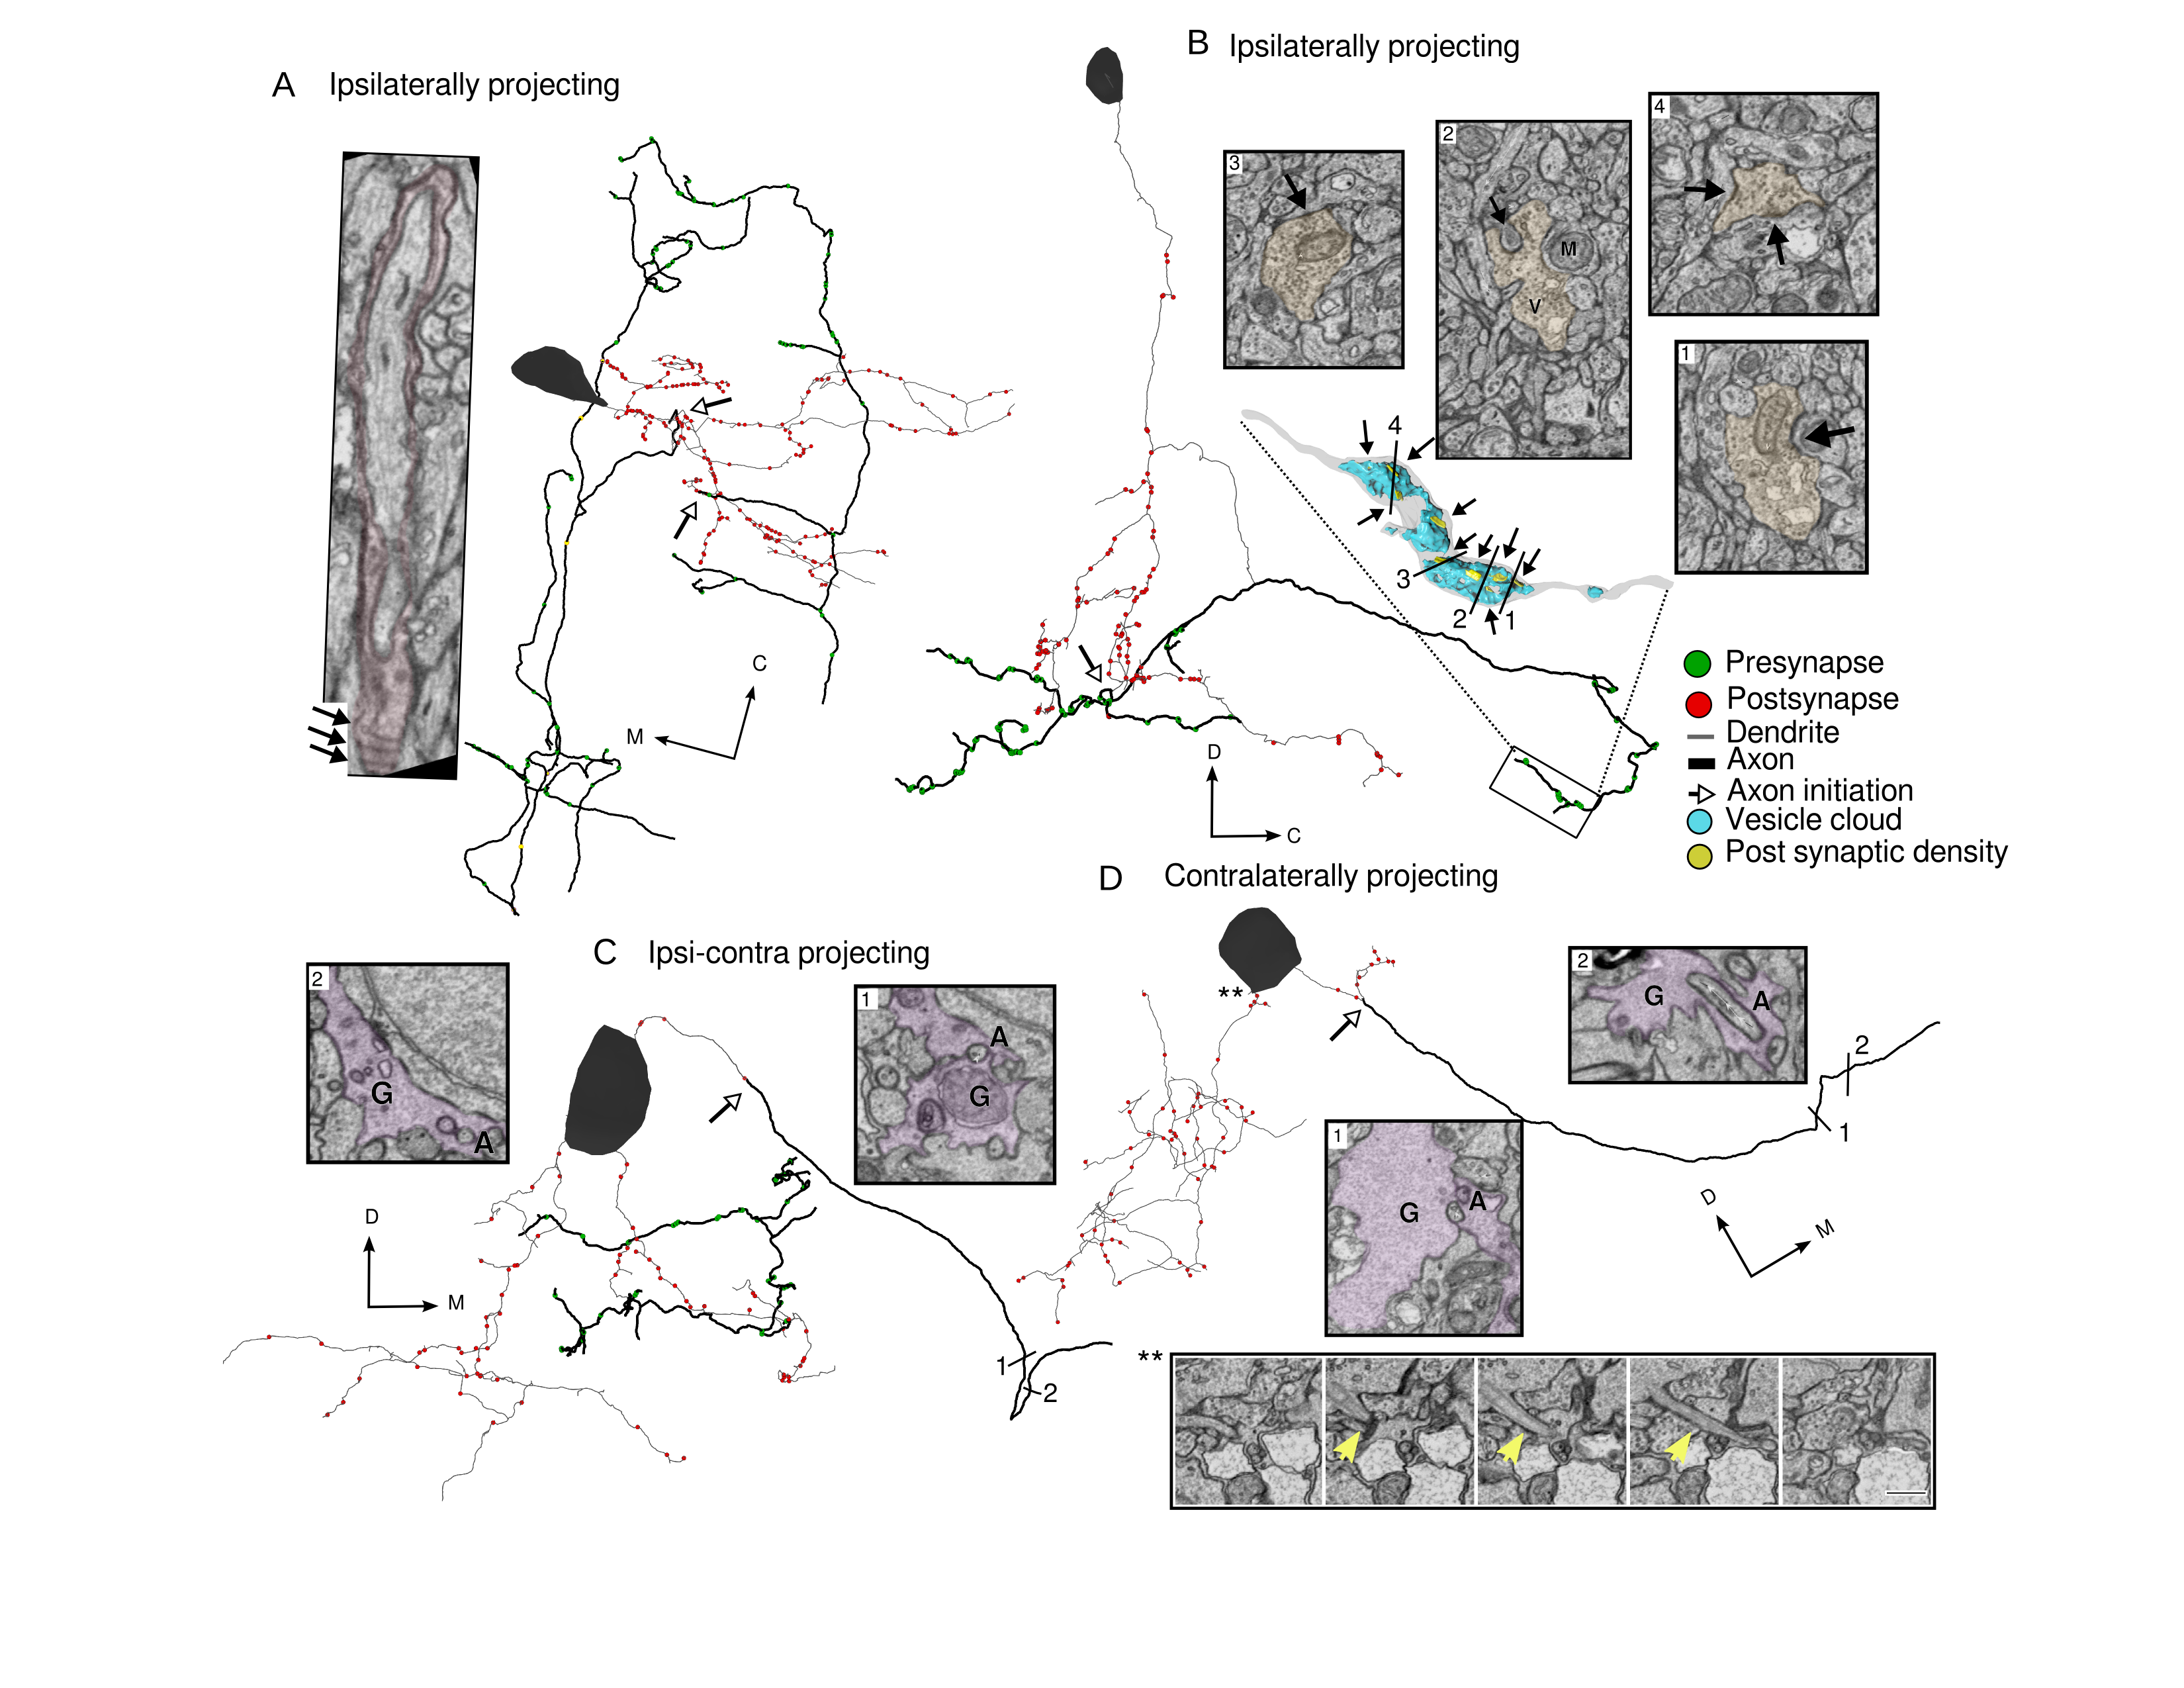 A Ipsilaterally projecting
C
M
B Ipsilaterally projecting
3
2
M
V
4
1
4
3
2
1
D
C
Presynapse
Postsynapse
Dendrite
Axon
Axon initiation
Vesicle cloud
Post synaptic density
C Ipsi-contra projecting
2
G
A
1
A
G
D
M
1
2
D Contralaterally projecting
**
2
G
A
2
1
1
G
A
D
M
**